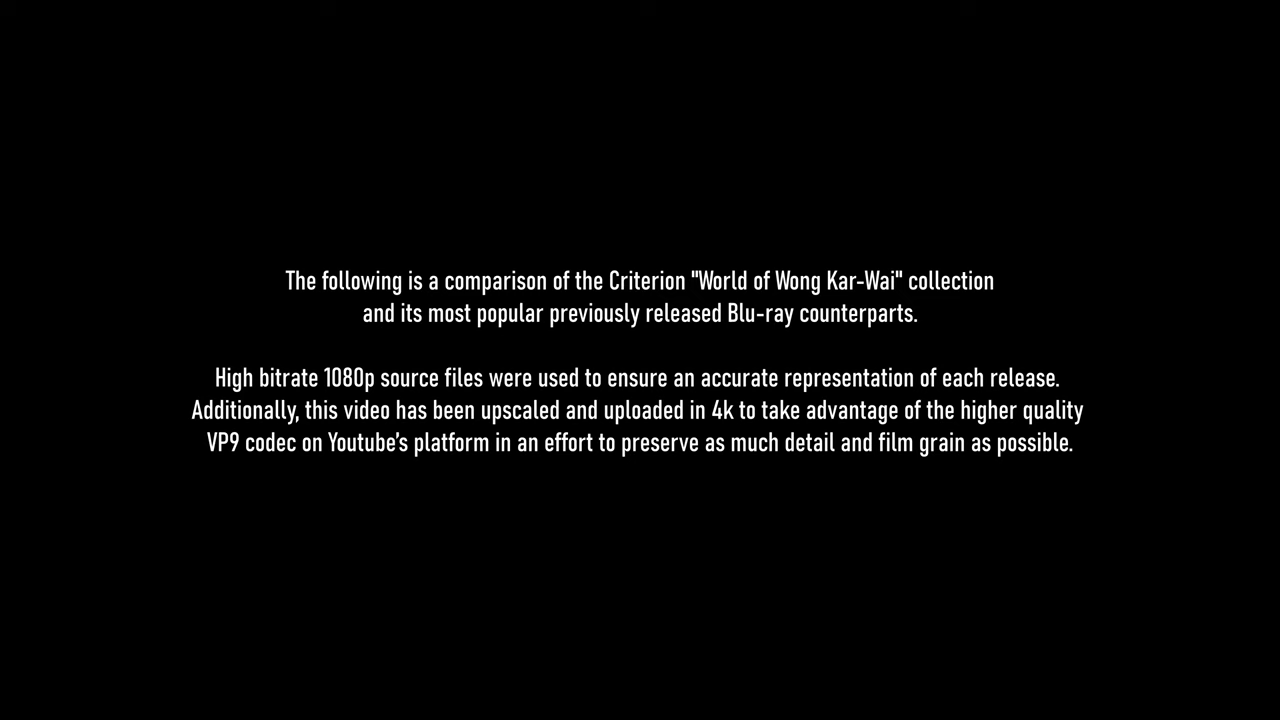 The following is a comparison of the Criterion "World of Wong Kar-Wai" collection
and its most popular previously released Blu-ray counterparts.
High bitrate 1080p source files were used to ensure an accurate representation of each release.
Additionally, this video has been upscaled and uploaded in 4k to take advantage of the higher quality
VP9 codec on Youtube's platform in an effort to preserve as much detail and film grain as possible.